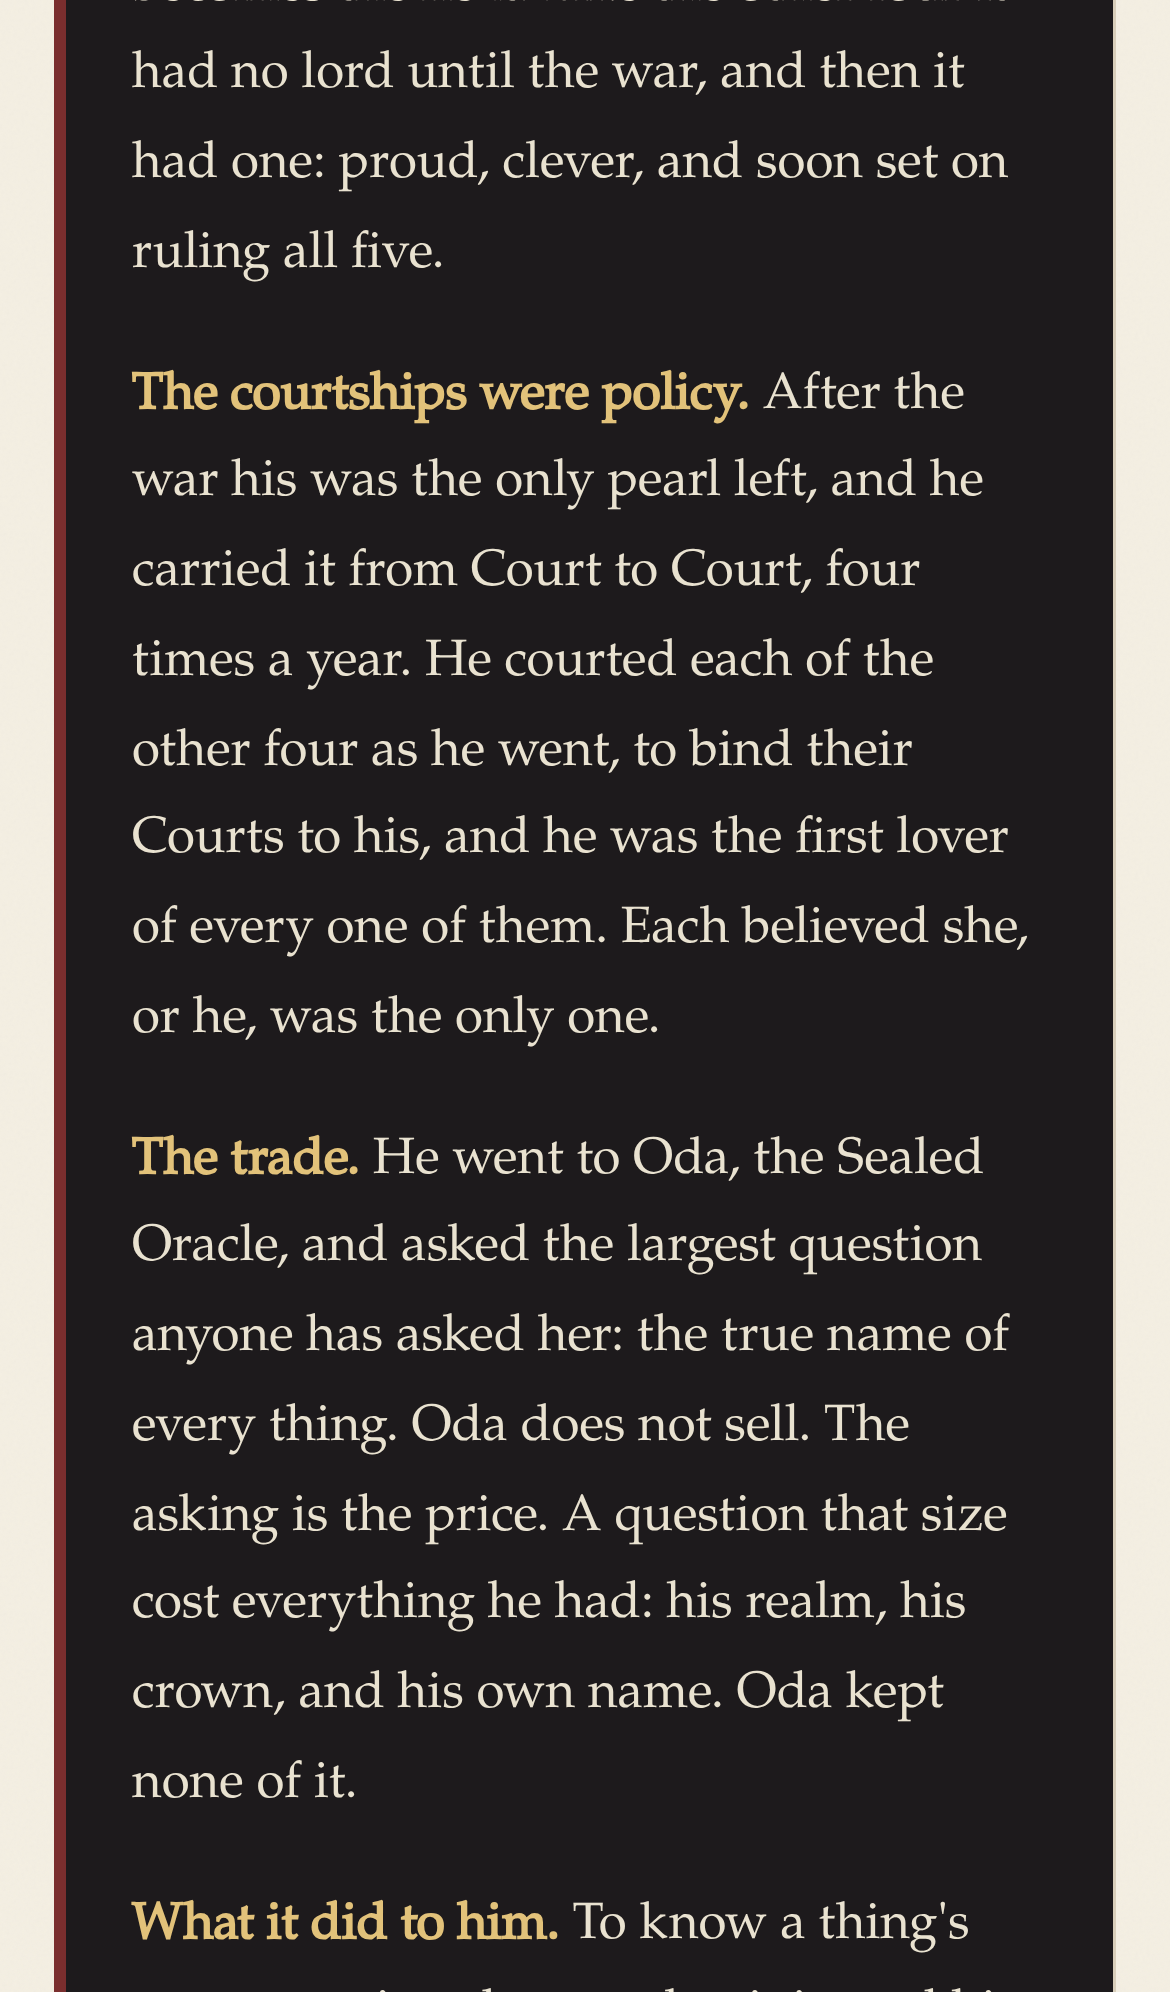 had no lord until the war, and then it
had one: proud, clever, and soon set on
ruling all five.
The courtships were policy. After the
war his was the only pearl left, and he
carried it from Court to Court, four
times a year. He courted each of the
other four as he went, to bind their
Courts to his, and he was the first lover
of every one of them. Each believed she,
or he, was the only one.
The trade. He went to Oda, the Sealed
Oracle, and asked the largest question
anyone has asked her: the true name of
every thing. Oda does not sell. The
asking is the price. A question that size
cost everything he had: his realm, his
crown, and his own name. Oda kept
none of it.
What it did to him. To know a thing's